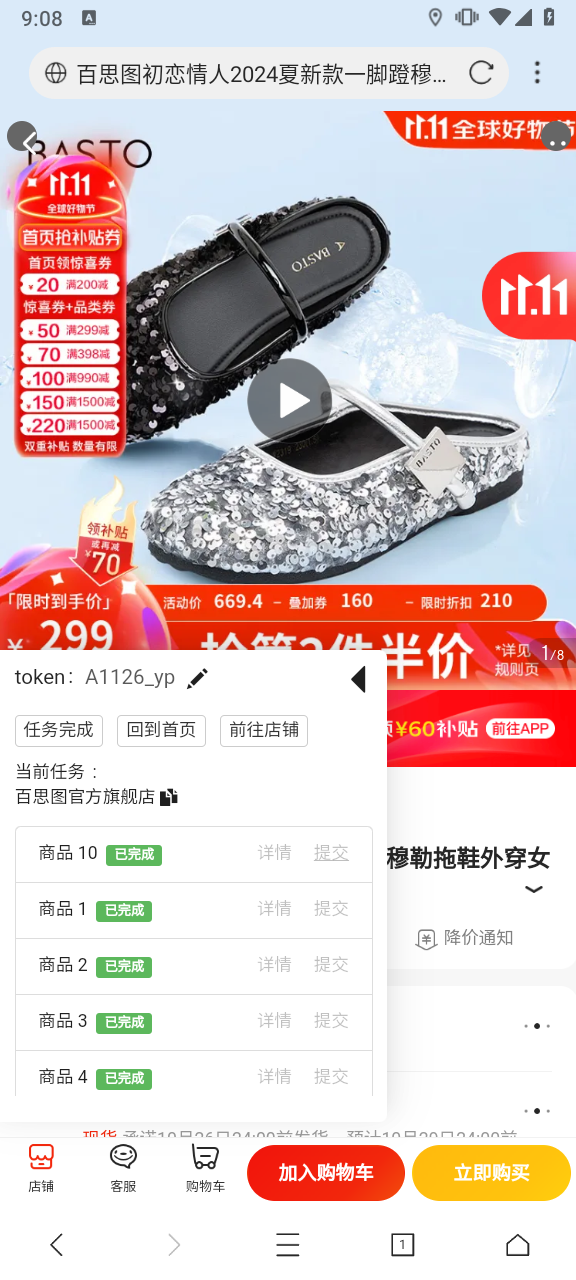 9:08
A
百思图初恋情人2024夏新款一脚蹬穆…
BASTO
11.11 全球好物节
11.11
全球好物节
首页抢补贴券
首页领惊喜券
¥20 满200减
惊喜券+品类券
¥50 满299减
¥70 满398减
¥100 满990减
¥150 满1500减
¥220 满1500减
双重补贴 数量有限
A BASTO
11.11
BASTO
领补贴
或再减
¥70
「限时到手价」
¥299
活动价 669.4 - 叠加券 160 - 限时折扣 210
抢第2件半价
*详见
规则页
1/8
token: A1126_yp
任务完成
回到首页
前往店铺
¥60补贴 前往APP
当前任务：
百思图官方旗舰店
商品 10 已完成 详情 提交
穆勒拖鞋外穿女
商品 1 已完成 详情 提交
降价通知
商品 2 已完成 详情 提交
商品 3 已完成 详情 提交
商品 4 已完成 详情 提交
现货 承诺10月26日24:00前发货，预计10月29日24:00前
店铺
客服
购物车
加入购物车
立即购买
1